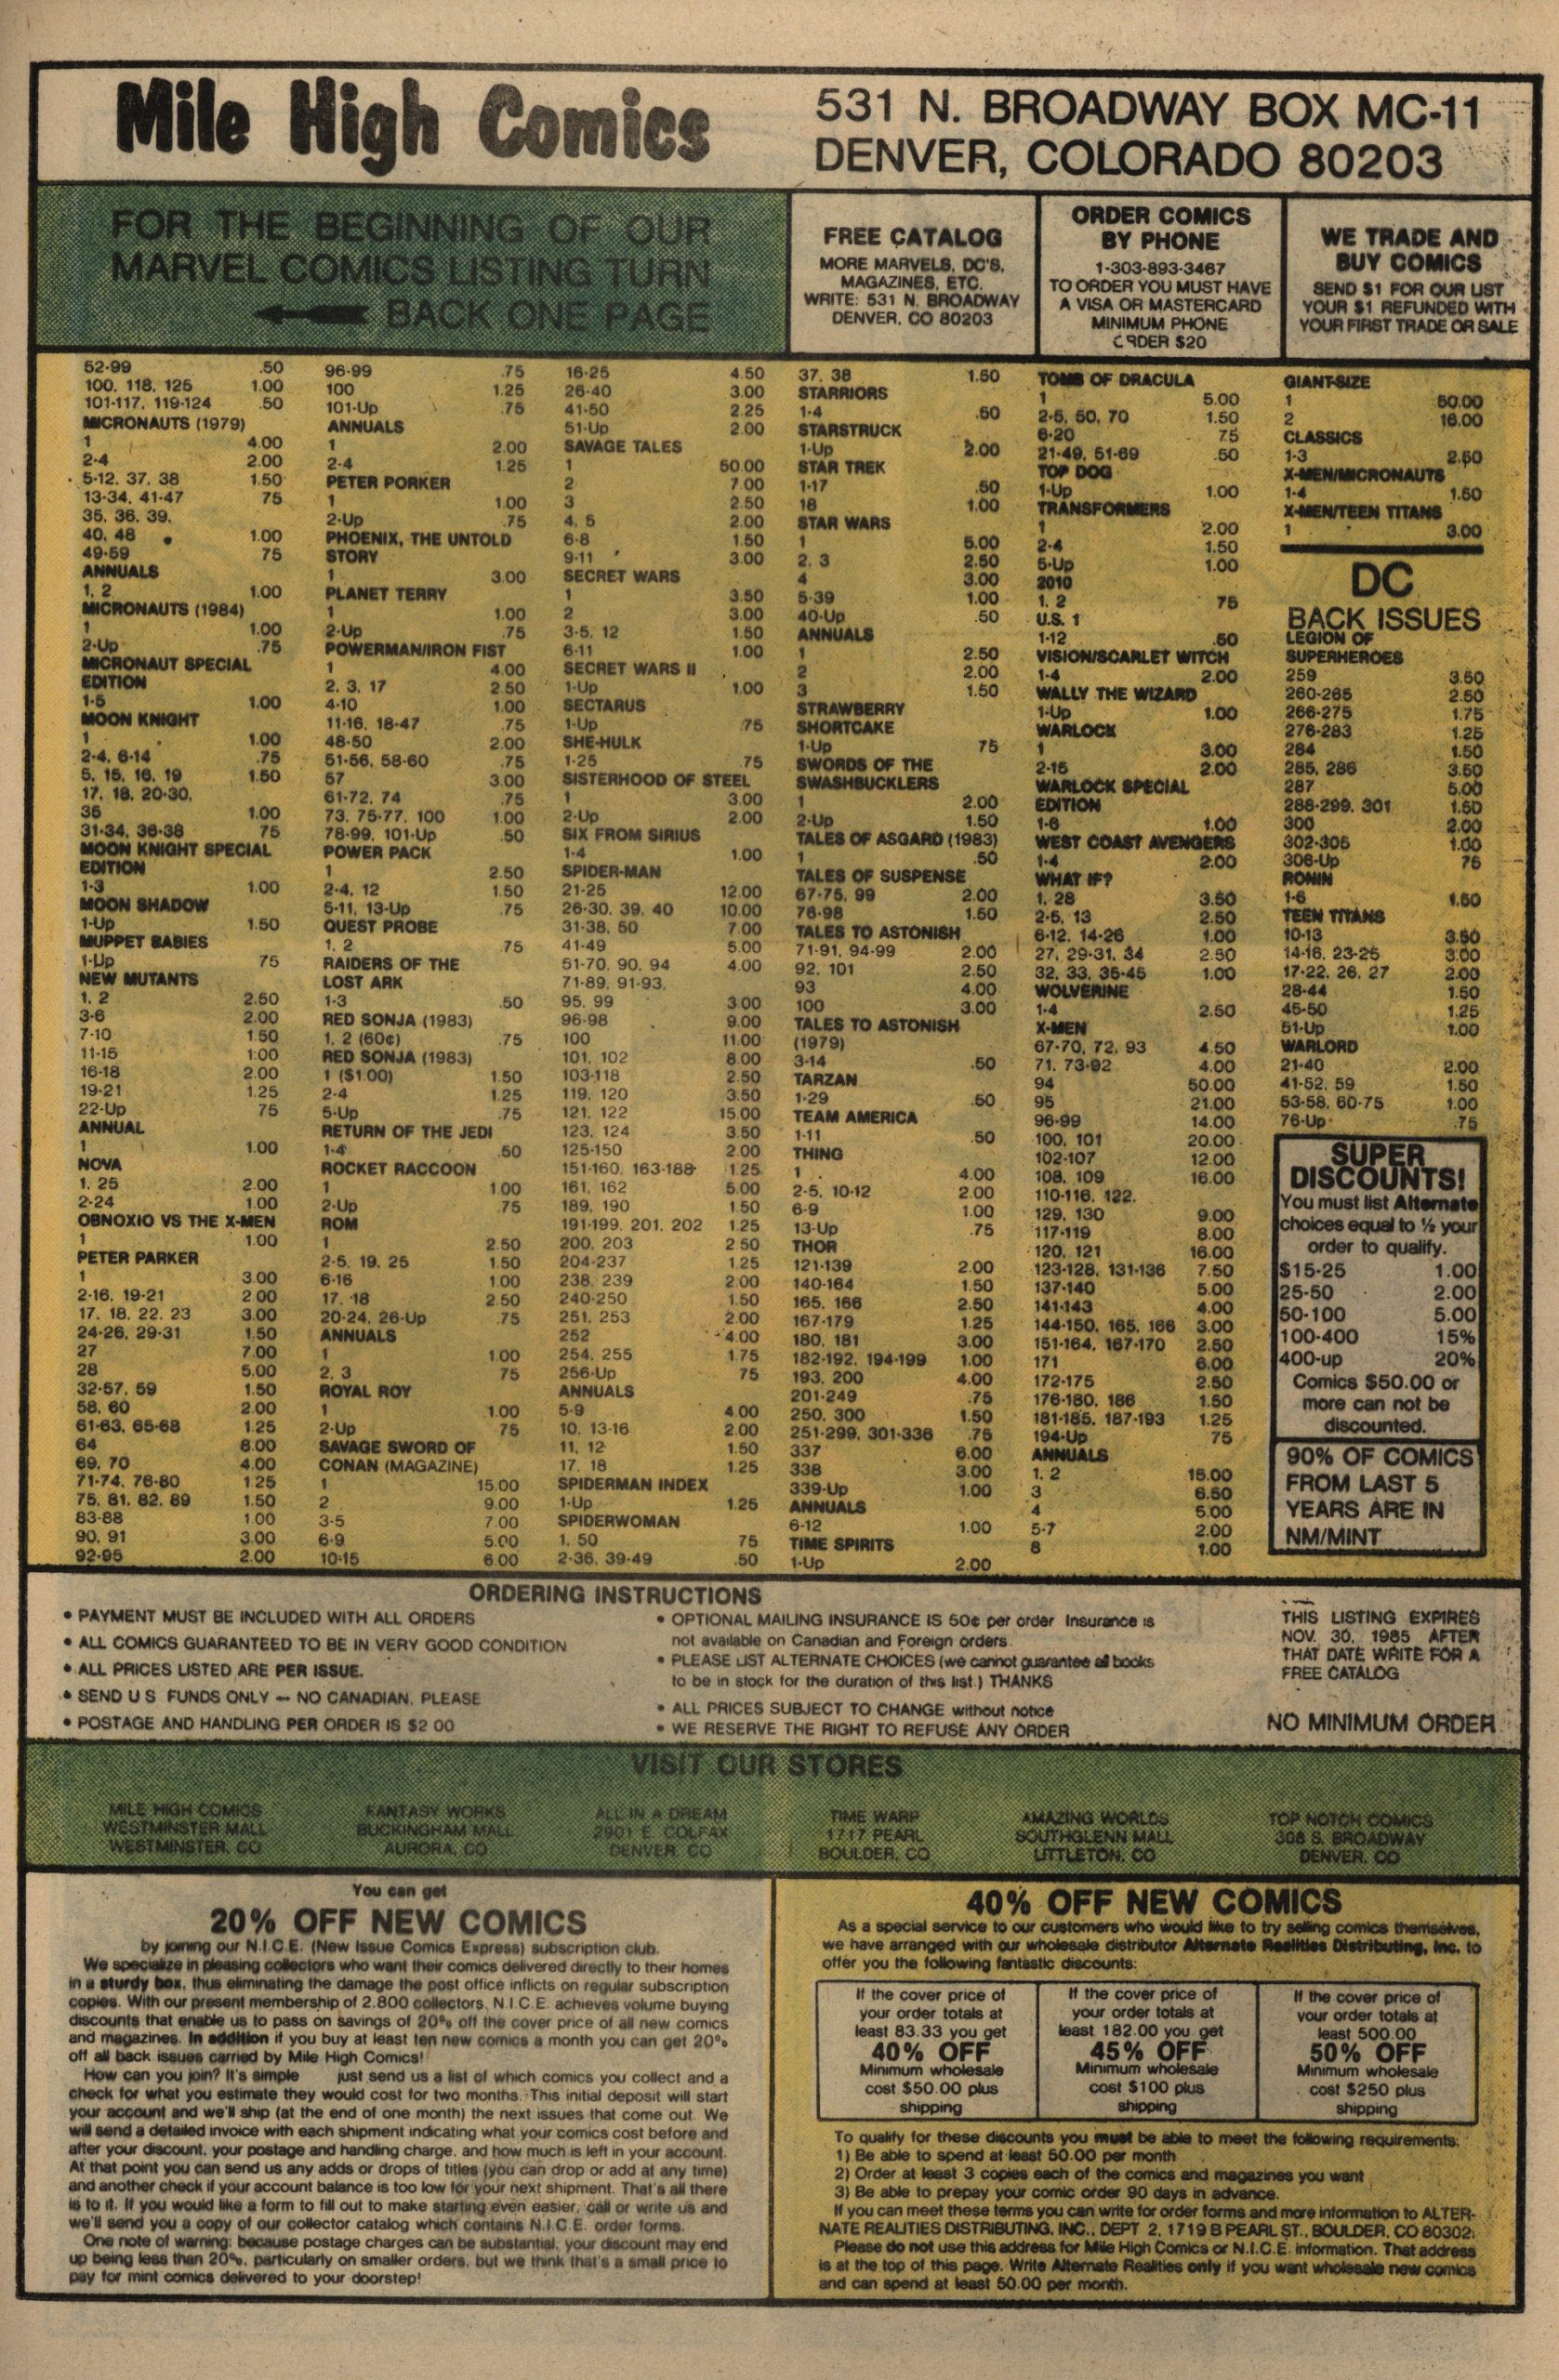 Mile High Comics
531 N. BROADWAY BOX MC-11
DENVER, COLORADO 80203
FOR THE BEGINNING OF OUR
MARVEL COMICS LISTING TURN
BACK ONE PAGE
FREE CATALOG
MORE MARVELS, DC'S,
MAGAZINES, ETC.
WRITE: 531 N. BROADWAY
DENVER, CO 80203
ORDER COMICS
BY PHONE
1-303-893-3467
TO ORDER YOU MUST HAVE
A VISA OR MASTERCARD
MINIMUM PHONE
ORDER $20
WE TRADE AND
BUY COMICS
SEND $1 FOR OUR LIST
YOUR $1 REFUNDED WITH
YOUR FIRST TRADE OR SALE
52-99 .50
100, 118, 125 1.00
101-117, 119-124 .50
MICRONAUTS (1979)
1 4.00
2-4 2.00
5-12, 37, 38 1.50
13-34, 41-47 75
35, 36, 39,
40, 48 1.00
49-59 75
ANNUALS
1, 2 1.00
MICRONAUTS (1984)
1 1.00
2-Up .75
MICRONAUT SPECIAL
EDITION
1-5 1.00
MOON KNIGHT
1 1.00
2-4, 6-14 .75
5, 15, 16, 19 1.50
17, 18, 20-30,
35 1.00
31-34, 36-38 75
MOON KNIGHT SPECIAL
EDITION
1-3 1.00
MOON SHADOW
1-Up 1.50
MUPPET BABIES
1-Up 75
NEW MUTANTS
1, 2 2.50
3-6 2.00
7-10 1.50
11-15 1.00
16-18 2.00
19-21 1.25
22-Up 75
ANNUAL
1 1.00
NOVA
1, 25 2.00
2-24 1.00
OBNOXIO VS THE X-MEN
1 1.00
PETER PARKER
1 3.00
2-16, 19-21 2 00
17, 18, 22, 23 3.00
24-26, 29-31 1.50
27 7.00
28 5.00
32-57, 59 1.50
58, 60 2.00
61-63, 65-68 1.25
64 8.00
69, 70 4.00
71-74, 76-80 1.25
75, 81, 82, 89 1.50
83-88 1.00
90, 91 3.00
92-95 2.00
96-99 .75
100 1.25
101-Up .75
ANNUALS
1 2.00
2-4 1.25
PETER PORKER
1 1.00
2-Up .75
PHOENIX, THE UNTOLD
STORY
1 3.00
PLANET TERRY
1 1.00
2-Up .75
POWERMAN/IRON FIST
1 4.00
2, 3, 17 2.50
4-10 1.00
11-16, 18-47 .75
48-50 2.00
51-56, 58-60 .75
57 3.00
61-72, 74 .75
73, 75-77, 100 1.00
78-99, 101-Up .50
POWER PACK
1 2.50
2-4, 12 1.50
5-11, 13-Up .75
QUEST PROBE
1, 2 .75
RAIDERS OF THE
LOST ARK
1-3 .50
RED SONJA (1983)
1, 2 (60¢) .75
RED SONJA (1983)
1 ($1.00) 1.50
2-4 1.25
5-Up .75
RETURN OF THE JEDI
1-4 .50
ROCKET RACCOON
1 1.00
2-Up .75
ROM
1 2.50
2-5, 19, 25 1.50
6-16 1.00
17, 18 2.50
20-24, 26-Up .75
ANNUALS
1 1.00
2, 3 75
ROYAL ROY
1 1.00
2-Up 75
SAVAGE SWORD OF
CONAN (MAGAZINE)
1 15.00
2 9.00
3-5 7.00
6-9 5.00
10-15 6 00
16-25 4.50
26-40 3.00
41-50 2.25
51-Up 2.00
SAVAGE TALES
1 50.00
2 7.00
3 2.50
4, 5 2.00
6-8 1.50
9-11 3.00
SECRET WARS
1 3.50
2 3.00
3-5, 12 1.50
6-11 1.00
SECRET WARS II
1-Up 1.00
SECTARUS
1-Up .75
SHE-HULK
1-25 .75
SISTERHOOD OF STEEL
1 3.00
2-Up 2.00
SIX FROM SIRIUS
1-4 1.00
SPIDER-MAN
21-25 12.00
26-30, 39, 40 10.00
31-38, 50 7.00
41-49 5.00
51-70, 90, 94 4.00
71-89, 91-93,
95, 99 3.00
96-98 9.00
100 11.00
101, 102 8.00
103-118 2.50
119, 120 3.50
121, 122 15.00
123, 124 3.50
125-150 2.00
151-160, 163-188 1.25
161, 162 5.00
189, 190 1.50
191-199, 201, 202 1.25
200, 203 2.50
204-237 1.25
238, 239 2.00
240-250 1.50
251, 253 2.00
252 4.00
254, 255 1.75
256-Up 75
ANNUALS
5-9 4.00
10, 13-16 2.00
11, 12 1.50
17, 18 1.25
SPIDERMAN INDEX
1-Up 1.25
SPIDERWOMAN
1, 50 75
2-36, 39-49 .50
37, 38 1.50
STARRIORS
1-4 .50
STARSTRUCK
1-Up 2.00
STAR TREK
1-17 .50
18 1.00
STAR WARS
1 5.00
2, 3 2.50
4 3.00
5-39 1.00
40-Up .50
ANNUALS
1 2.50
2 2.00
3 1.50
STRAWBERRY
SHORTCAKE
1-Up 75
SWORDS OF THE
SWASHBUCKLERS
1 2.00
2-Up 1.50
TALES OF ASGARD (1983)
1 .50
TALES OF SUSPENSE
67-75, 99 2.00
76-98 1.50
TALES TO ASTONISH
71-91, 94-99 2.00
92, 101 2.50
93 4.00
100 3.00
TALES TO ASTONISH
(1979)
3-14 .50
TARZAN
1-29 .50
TEAM AMERICA
1-11 .50
THING
1 4.00
2-5, 10-12 2.00
6-9 1.00
13-Up .75
THOR
121-139 2.00
140-164 1.50
165, 166 2.50
167-179 1.25
180, 181 3.00
182-192, 194-199 1.00
193, 200 4.00
201-249 .75
250, 300 1.50
251-299, 301-336 .75
337 6.00
338 3.00
339-Up 1.00
ANNUALS
6-12 1.00
TIME SPIRITS
1-Up 2.00
TOMB OF DRACULA
1 5.00
2-5, 50, 70 1.50
6-20 75
21-49, 51-69 .50
TOP DOG
1-Up 1.00
TRANSFORMERS
1 2.00
2-4 1.50
5-Up 1.00
2010
1, 2 75
U.S. 1
1-12 .50
VISION/SCARLET WITCH
1-4 2.00
WALLY THE WIZARD
1-Up 1.00
WARLOCK
1 3.00
2-15 2.00
WARLOCK SPECIAL
EDITION
1-6 1.00
WEST COAST AVENGERS
1-4 2.00
WHAT IF?
1, 28 3.50
2-5, 13 2.50
6-12, 14-26 1.00
27, 29-31, 34 2.50
32, 33, 35-45 1.00
WOLVERINE
1-4 2.50
X-MEN
67-70, 72, 93 4.50
71, 73-92 4.00
94 50.00
95 21.00
96-99 14.00
100, 101 20.00
102-107 12.00
108, 109 16.00
110-116, 122,
129, 130 9.00
117-119 8.00
120, 121 16.00
123-128, 131-136 7.50
137-140 5.00
141-143 4.00
144-150, 165, 166 3.00
151-164, 167-170 2.50
171 6.00
172-175 2.50
176-180, 186 1.50
181-185, 187-193 1.25
194-Up 75
ANNUALS
1, 2 15.00
3 6.50
4 5.00
5-7 2.00
8 1.00
GIANT-SIZE
1 50.00
2 16.00
CLASSICS
1-3 2.50
X-MEN/MICRONAUTS
1-4 1.50
X-MEN/TEEN TITANS
1 3.00
DC
BACK ISSUES
LEGION OF
SUPERHEROES
259 3.50
260-265 2.50
266-275 1.75
276-283 1.25
284 1.50
285, 286 3.50
287 5.00
288-299, 301 1.50
300 2.00
302-305 1.00
306-Up 75
RONIN
1-6 1.50
TEEN TITANS
10-13 3.50
14-16, 23-25 3.00
17-22, 26, 27 2.00
28-44 1.50
45-50 1.25
51-Up 1.00
WARLORD
21-40 2.00
41-52, 59 1.50
53-58, 60-75 1.00
76-Up .75
SUPER
DISCOUNTS!
You must list Alternate
choices equal to ½ your
order to qualify.
$15-25 1.00
25-50 2.00
50-100 5.00
100-400 15%
400-up 20%
Comics $50.00 or
more can not be
discounted.
90% OF COMICS
FROM LAST 5
YEARS ARE IN
NM/MINT
ORDERING INSTRUCTIONS
• PAYMENT MUST BE INCLUDED WITH ALL ORDERS
• ALL COMICS GUARANTEED TO BE IN VERY GOOD CONDITION
• ALL PRICES LISTED ARE PER ISSUE.
• SEND U S FUNDS ONLY — NO CANADIAN, PLEASE
• POSTAGE AND HANDLING PER ORDER IS $2 00
• OPTIONAL MAILING INSURANCE IS 50¢ per order Insurance is
not available on Canadian and Foreign orders
• PLEASE LIST ALTERNATE CHOICES (we cannot guarantee all books
to be in stock for the duration of this list.) THANKS
• ALL PRICES SUBJECT TO CHANGE without notice
• WE RESERVE THE RIGHT TO REFUSE ANY ORDER
THIS LISTING EXPIRES
NOV. 30, 1985 AFTER
THAT DATE WRITE FOR A
FREE CATALOG
NO MINIMUM ORDER
VISIT OUR STORES
MILE HIGH COMICS
WESTMINSTER MALL
WESTMINSTER, CO
FANTASY WORKS
BUCKINGHAM MALL
AURORA, CO
ALL IN A DREAM
2901 E. COLFAX
DENVER, CO
TIME WARP
1717 PEARL
BOULDER, CO
AMAZING WORLDS
SOUTHGLENN MALL
LITTLETON, CO
TOP NOTCH COMICS
308 S. BROADWAY
DENVER, CO
You can get
20% OFF NEW COMICS
by joining our N.I.C.E. (New Issue Comics Express) subscription club.
We specialize in pleasing collectors who want their comics delivered directly to their homes
in a sturdy box, thus eliminating the damage the post office inflicts on regular subscription
copies. With our present membership of 2,800 collectors, N.I.C.E. achieves volume buying
discounts that enable us to pass on savings of 20% off the cover price of all new comics
and magazines. In addition if you buy at least ten new comics a month you can get 20%
off all back issues carried by Mile High Comics!
How can you join? It's simple just send us a list of which comics you collect and a
check for what you estimate they would cost for two months. This initial deposit will start
your account and we'll ship (at the end of one month) the next issues that come out. We
will send a detailed invoice with each shipment indicating what your comics cost before and
after your discount, your postage and handling charge, and how much is left in your account.
At that point you can send us any adds or drops of titles (you can drop or add at any time)
and another check if your account balance is too low for your next shipment. That's all there
is to it. If you would like a form to fill out to make starting even easier, call or write us and
we'll send you a copy of our collector catalog which contains N.I.C.E. order forms.
One note of warning: because postage charges can be substantial, your discount may end
up being less than 20%, particularly on smaller orders, but we think that's a small price to
pay for mint comics delivered to your doorstep!
40% OFF NEW COMICS
As a special service to our customers who would like to try selling comics themselves,
we have arranged with our wholesale distributor Alternate Realities Distributing, Inc. to
offer you the following fantastic discounts:
If the cover price of
your order totals at
least 83.33 you get
40% OFF
Minimum wholesale
cost $50.00 plus
shipping
If the cover price of
your order totals at
least 182.00 you get
45% OFF
Minimum wholesale
cost $100 plus
shipping
If the cover price of
your order totals at
least 500.00
50% OFF
Minimum wholesale
cost $250 plus
shipping
To qualify for these discounts you must be able to meet the following requirements:
1) Be able to spend at least 50.00 per month
2) Order at least 3 copies each of the comics and magazines you want
3) Be able to prepay your comic order 90 days in advance.
If you can meet these terms you can write for order forms and more information to ALTER-
NATE REALITIES DISTRIBUTING, INC., DEPT 2, 1719 B PEARL ST., BOULDER, CO 80302.
Please do not use this address for Mile High Comics or N.I.C.E. information. That address
is at the top of this page. Write Alternate Realities only if you want wholesale new comics
and can spend at least 50.00 per month.